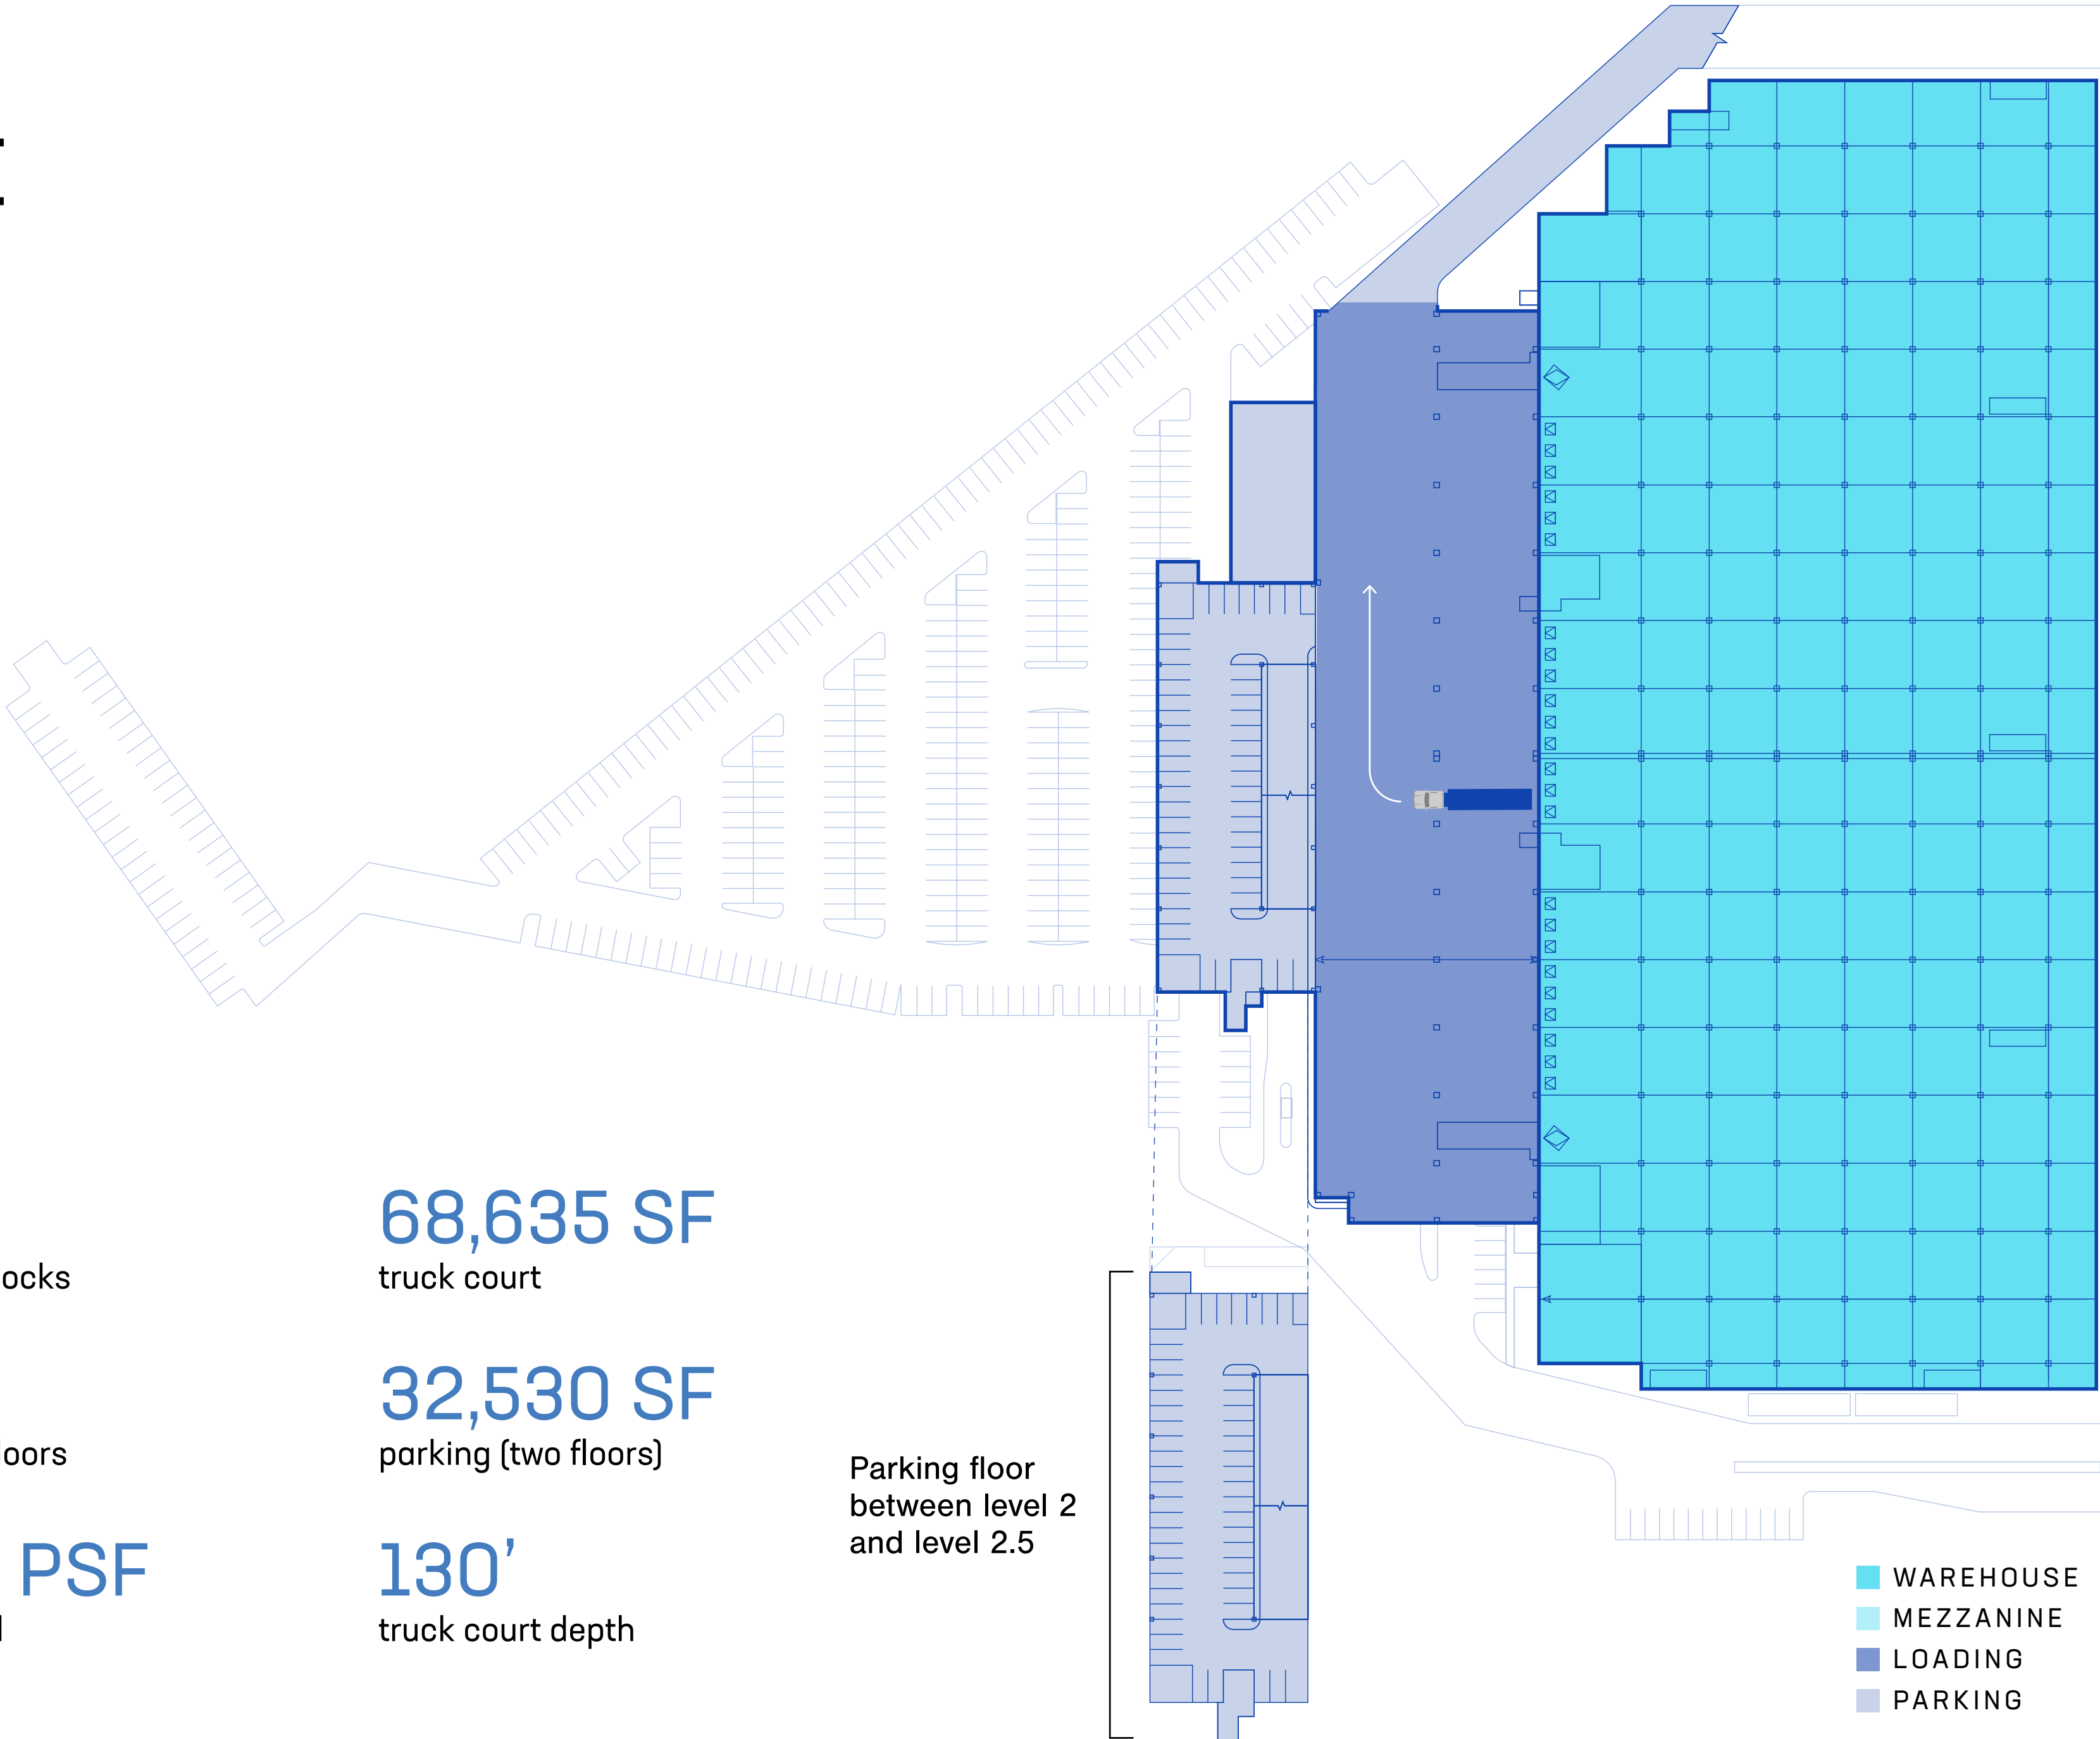 ocks
68,635 SF
truck court
oors
32,530 SF
parking (two floors)
PSF
130’
truck court depth
Parking floor
between level 2
and level 2.5
WAREHOUSE
MEZZANINE
LOADING
PARKING